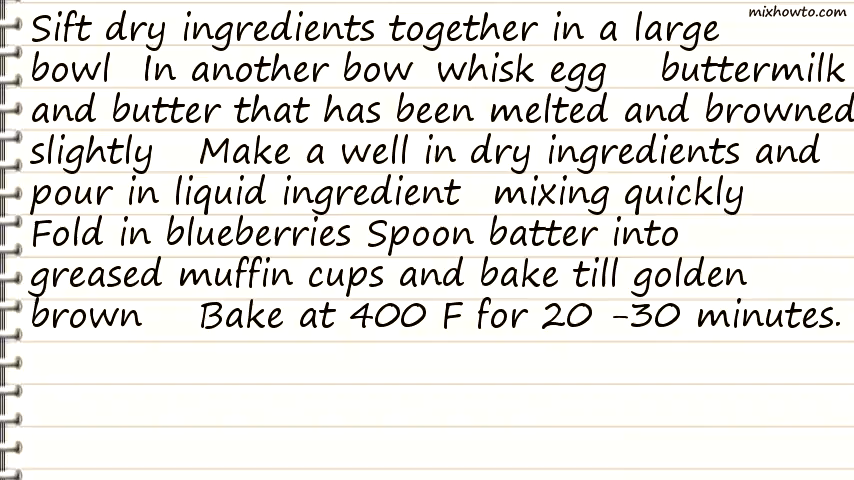 mixhowto.com
Sift dry ingredients together in a large
bowl In another bow whisk egg buttermilk
and butter that has been melted and browned
slightly Make a well in dry ingredients and
pour in liquid ingredient mixing quickly
Fold in blueberries Spoon batter into
greased muffin cups and bake till golden
brown Bake at 400 F for 20 -30 minutes.